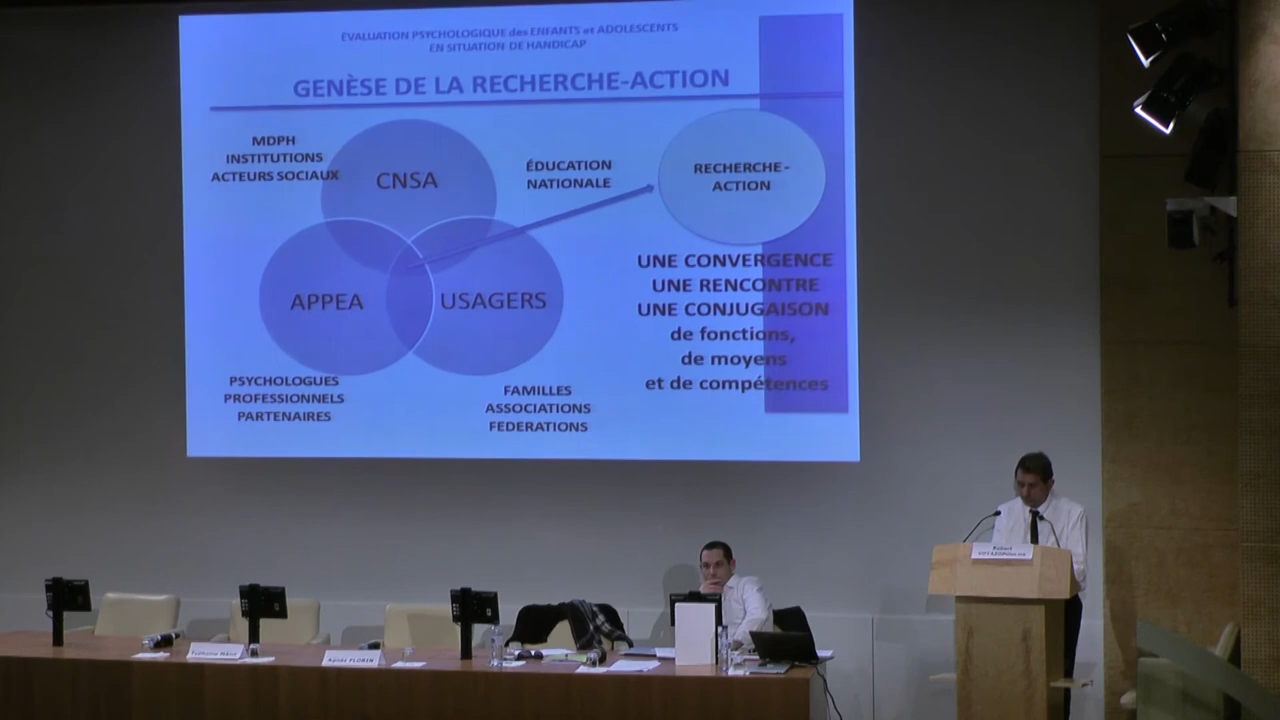 ÉVALUATION PSYCHOLOGIQUE des ENFANTS et ADOLESCENTS
EN SITUATION DE HANDICAP
GENÈSE DE LA RECHERCHE-ACTION
MDPH
INSTITUTIONS
ACTEURS SOCIAUX
CNSA
ÉDUCATION
NATIONALE
RECHERCHE-
ACTION
APPEA
USAGERS
UNE CONVERGENCE
UNE RENCONTRE
UNE CONJUGAISON
de fonctions,
de moyens
et de compétences
PSYCHOLOGUES
PROFESSIONNELS
PARTENAIRES
FAMILLES
ASSOCIATIONS
FEDERATIONS
Robert
Agnès FLORIN